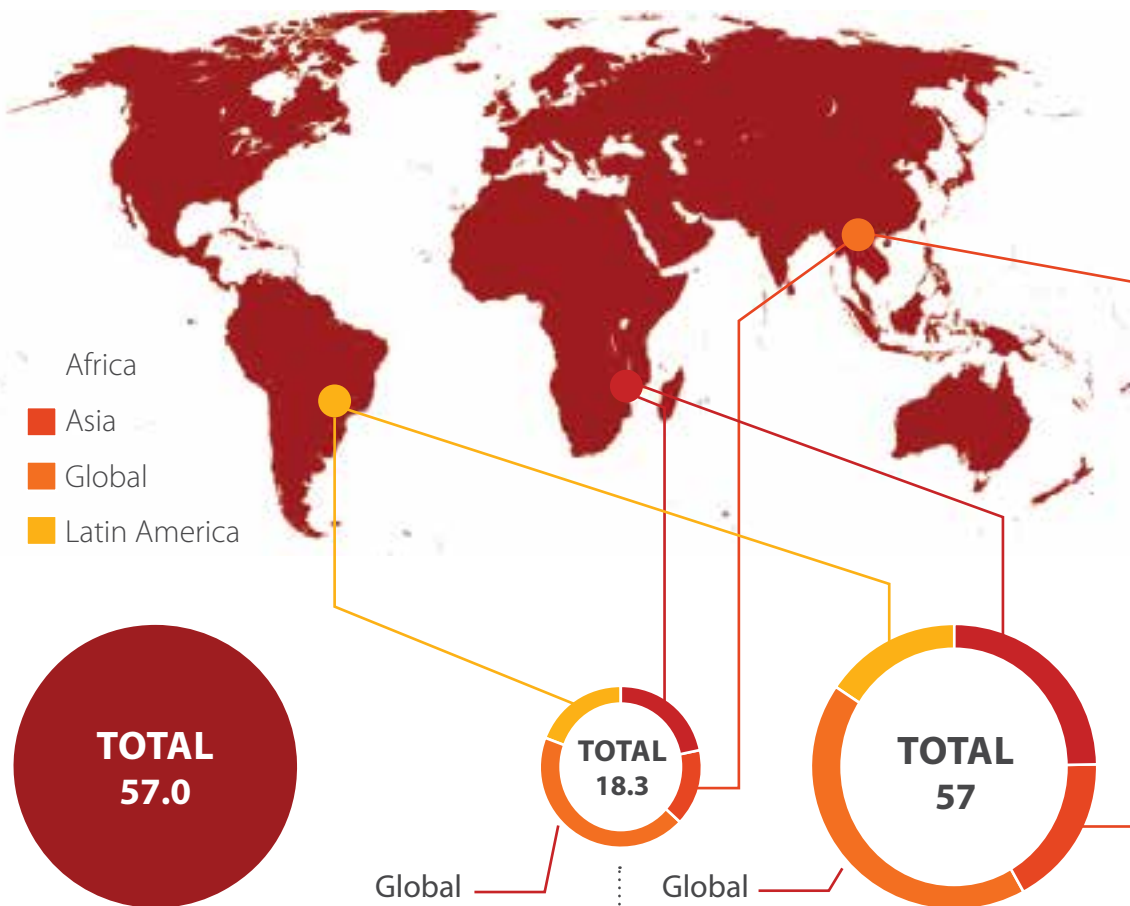 Africa
Asia
Global
Latin America
TOTAL
57.0
TOTAL
18.3
TOTAL
57
Global
Global